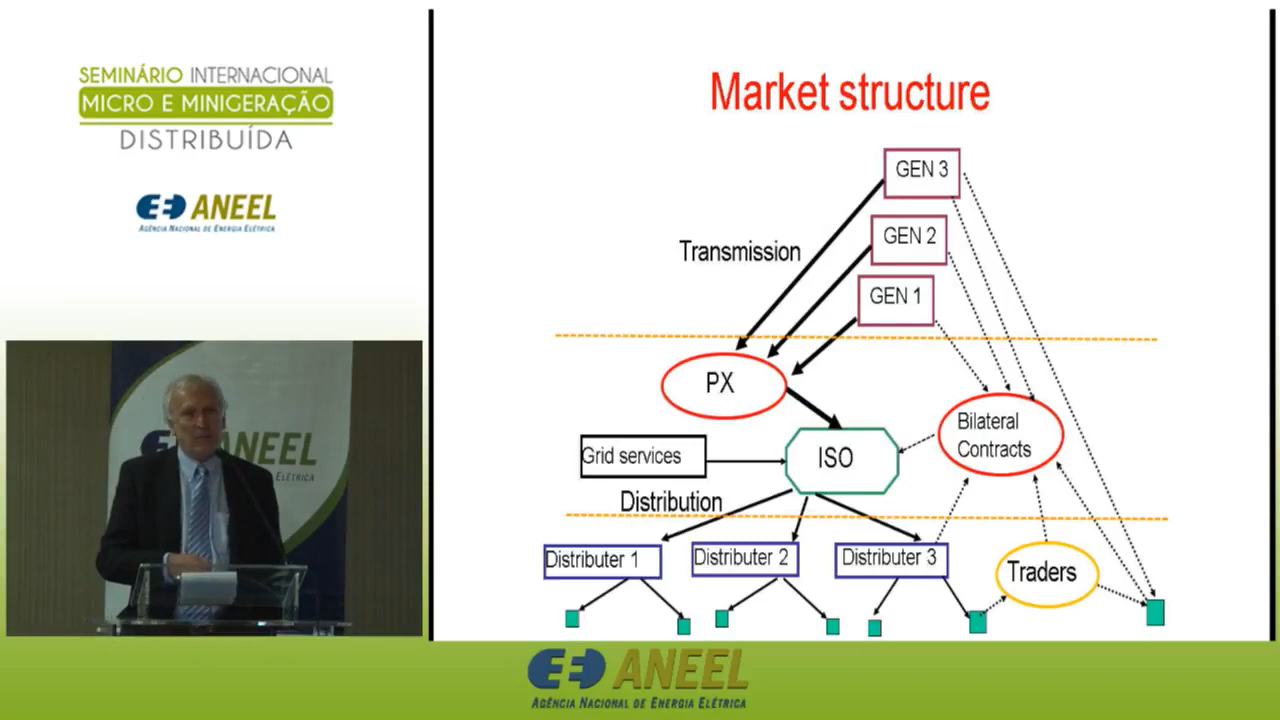 SEMINÁRIO INTERNACIONAL
MICRO E MINIGERAÇÃO
DISTRIBUÍDA
ANEEL
AGÊNCIA NACIONAL DE ENERGIA ELÉTRICA
Market structure
GEN 3
GEN 2
GEN 1
Transmission
PX
Bilateral
Contracts
Grid services
ISO
Distribution
Distributer 1
Distributer 2
Distributer 3
Traders
ANEEL
ELÉTRICA
ANEEL
AGÊNCIA NACIONAL DE ENERGIA ELÉTRICA